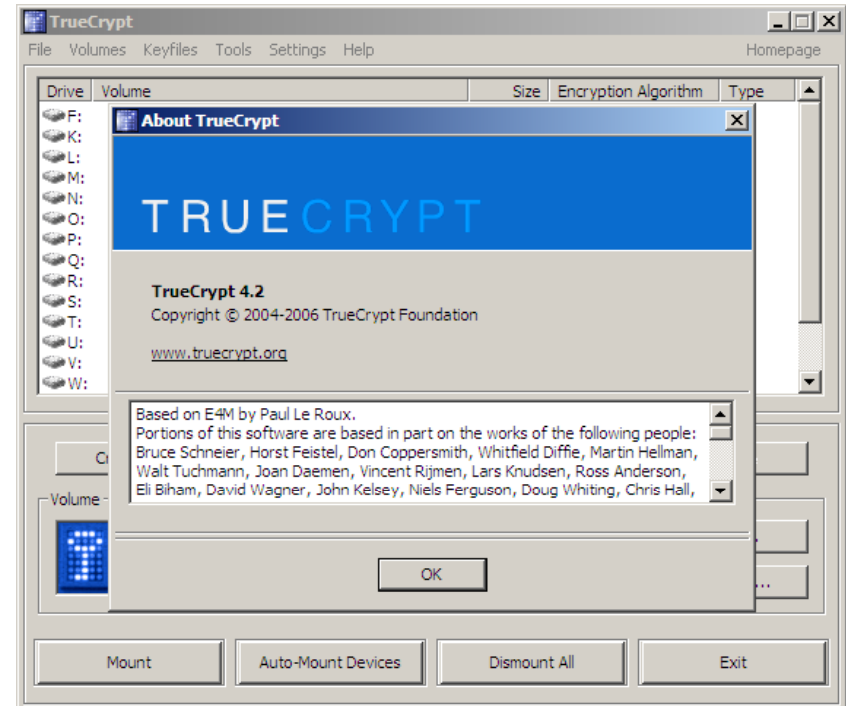 TrueCrypt
File Volumes Keyfiles Tools Settings Help Homepage
Drive Volume Size Encryption Algorithm Type
F:
K:
L:
M:
N:
O:
P:
Q:
R:
S:
T:
U:
V:
W:
About TrueCrypt
TRUECRYPT
TrueCrypt 4.2
Copyright © 2004-2006 TrueCrypt Foundation
www.truecrypt.org
Based on E4M by Paul Le Roux.
Portions of this software are based in part on the works of the following people:
Bruce Schneier, Horst Feistel, Don Coppersmith, Whitfield Diffie, Martin Hellman,
Walt Tuchmann, Joan Daemen, Vincent Rijmen, Lars Knudsen, Ross Anderson,
Eli Biham, David Wagner, John Kelsey, Niels Ferguson, Doug Whiting, Chris Hall,
OK
Volume
Mount Auto-Mount Devices Dismount All Exit